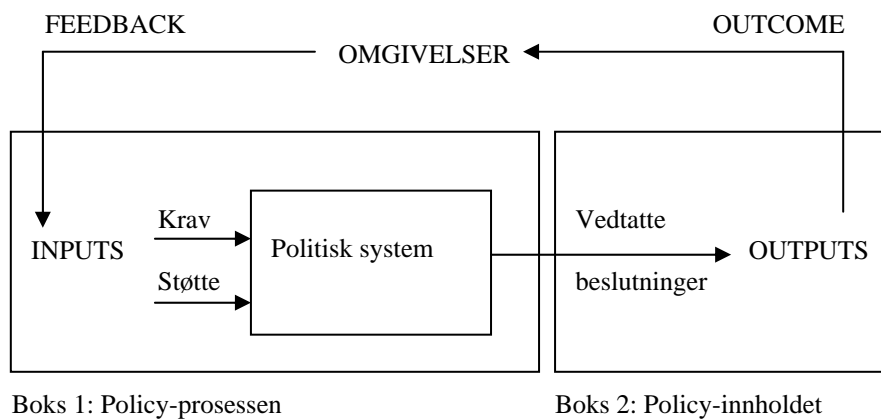 FEEDBACK
OUTCOME
OMGIVELSER
Krav
Vedtatte
INPUTS
Politisk system
OUTPUTS
Støtte
beslutninger
Boks 1: Policy-prosessen
Boks 2: Policy-innholdet